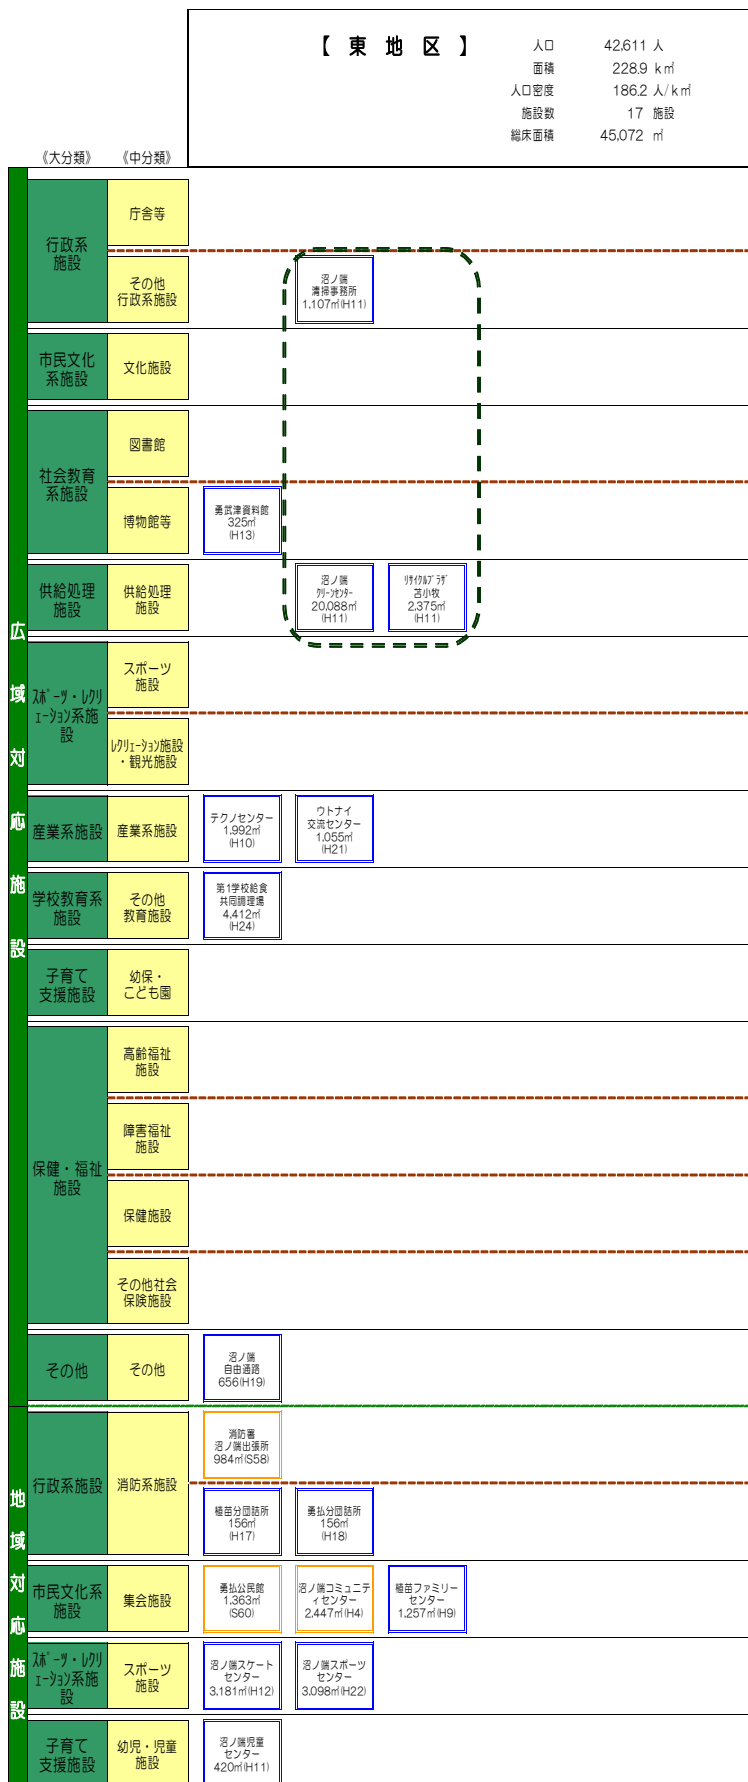 【 東 地 区 】
人口 42,611 人
面積 228.9 k㎡
人口密度 186.2 人/k㎡
施設数 17 施設
総床面積 45,072 ㎡
《大分類》 《中分類》
広域対応施設
行政系
施設
庁舎等
その他
行政系施設
沼ノ端
清掃事務所
1,107㎡(H11)
市民文化
系施設
文化施設
社会教育
系施設
図書館
博物館等
勇武津資料館
325㎡
(H13)
供給処理
施設
供給処理
施設
沼ノ端
クリーンセンター
20,088㎡
(H11)
リサイクルプラザ
苫小牧
2,375㎡
(H11)
スポーツ・レクリ
エーション系施
設
スポーツ
施設
レクリエーション施設
・観光施設
産業系施設
産業系施設
テクノセンター
1,992㎡
(H10)
ウトナイ
交流センター
1,055㎡
(H21)
学校教育系
施設
その他
教育施設
第1学校給食
共同調理場
4,412㎡
(H24)
子育て
支援施設
幼保・
こども園
保健・福祉
施設
高齢福祉
施設
障害福祉
施設
保健施設
その他社会
保険施設
その他
その他
沼ノ端
自由通路
656(H19)
地域対応施設
行政系施設
消防系施設
消防署
沼ノ端出張所
984㎡(S58)
植苗分団詰所
156㎡
(H17)
勇払分団詰所
156㎡
(H18)
市民文化系
施設
集会施設
勇払公民館
1,363㎡
(S60)
沼ノ端コミュニテ
ィセンター
2,447㎡(H4)
植苗ファミリー
センター
1,257㎡(H9)
スポーツ・レクリ
エーション系施
設
スポーツ
施設
沼ノ端スケート
センター
3,181㎡(H12)
沼ノ端スポーツ
センター
3,098㎡(H22)
子育て
支援施設
幼児・児童
施設
沼ノ端児童
センター
420㎡(H11)